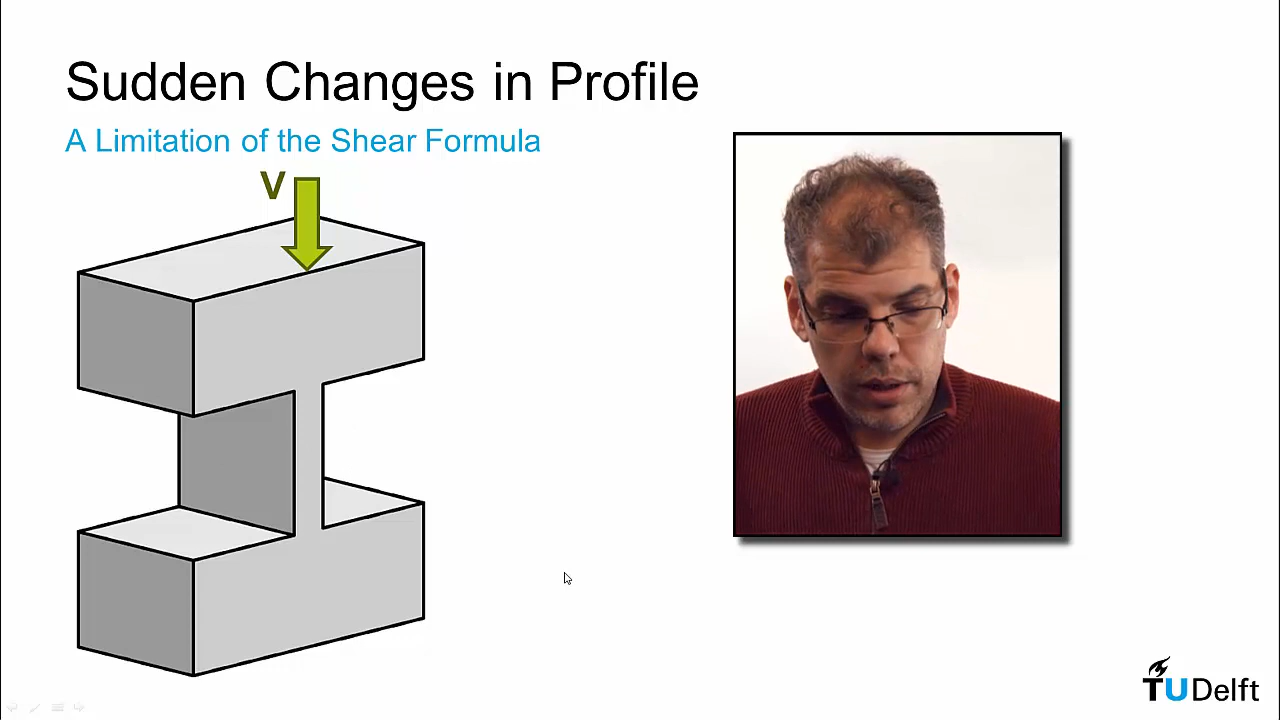 Sudden Changes in Profile
A Limitation of the Shear Formula
V
TUDelft